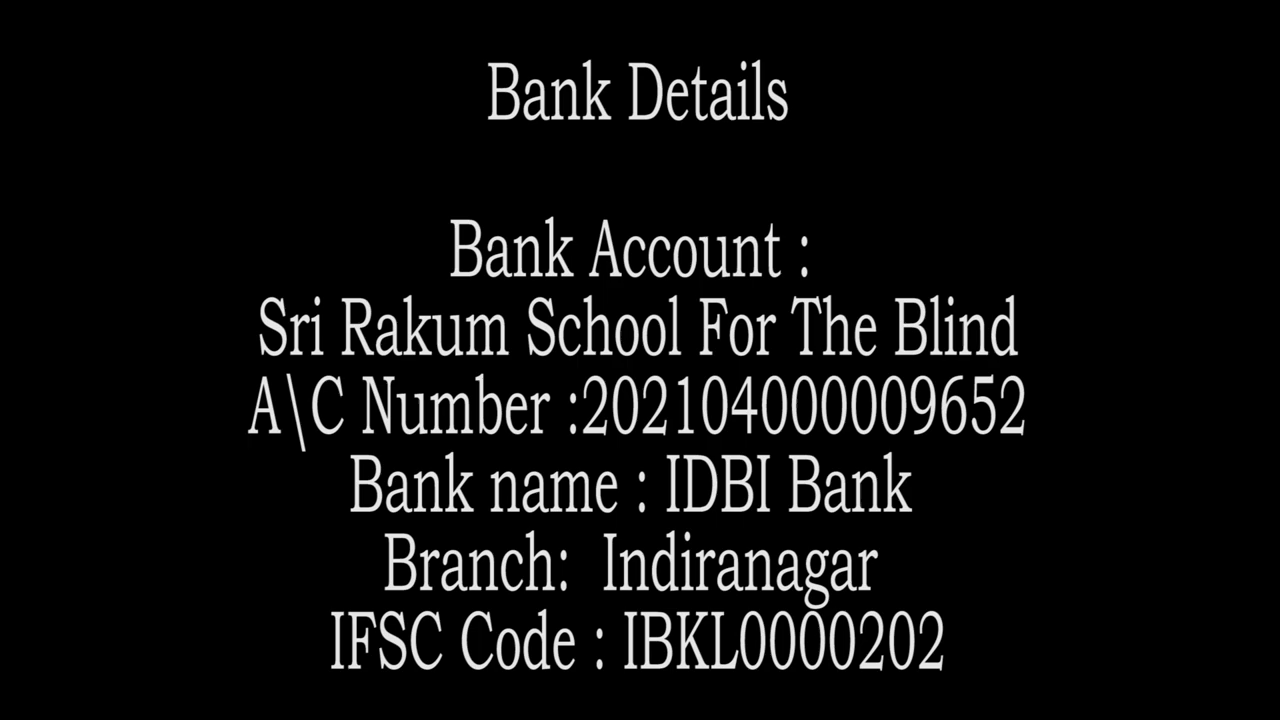 Bank Details
Bank Account :
Sri Rakum School For The Blind
A\C Number :202104000009652
Bank name : IDBI Bank
Branch: Indiranagar
IFSC Code : IBKL0000202